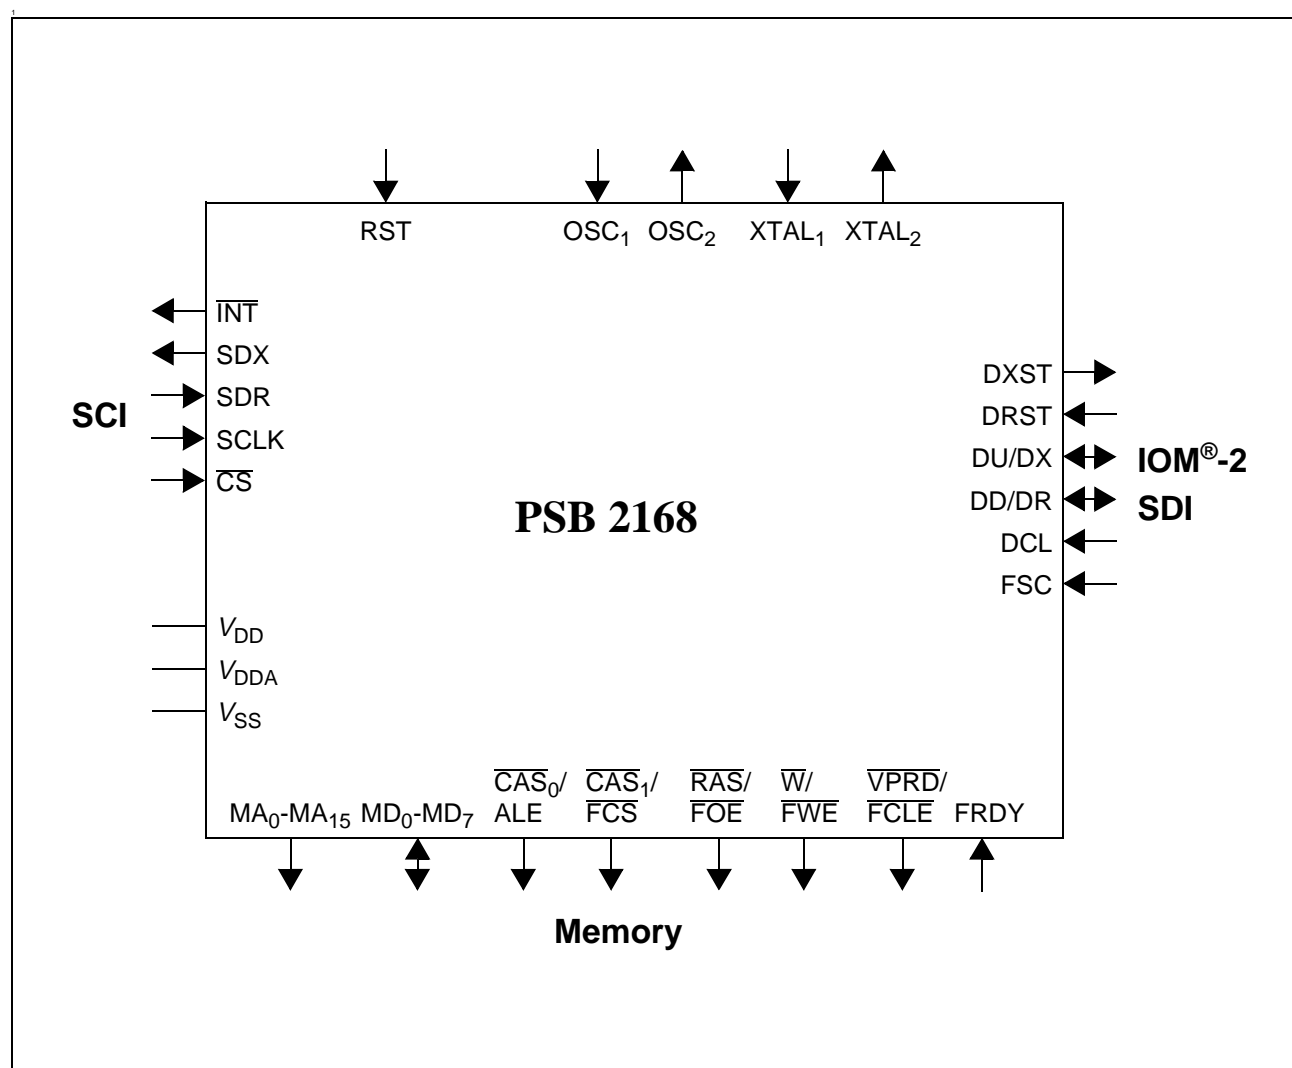 1
RST OSC1 OSC2 XTAL1 XTAL2
INT
SDX
SDR
SCLK
CS
SCI
DXST
DRST
DU/DX
DD/DR
DCL
FSC
IOM®-2
SDI
PSB 2168
VDD
VDDA
VSS
CAS0/ CAS1/ RAS/ W/ VPRD/
MA0-MA15 MD0-MD7 ALE FCS FOE FWE FCLE FRDY
Memory